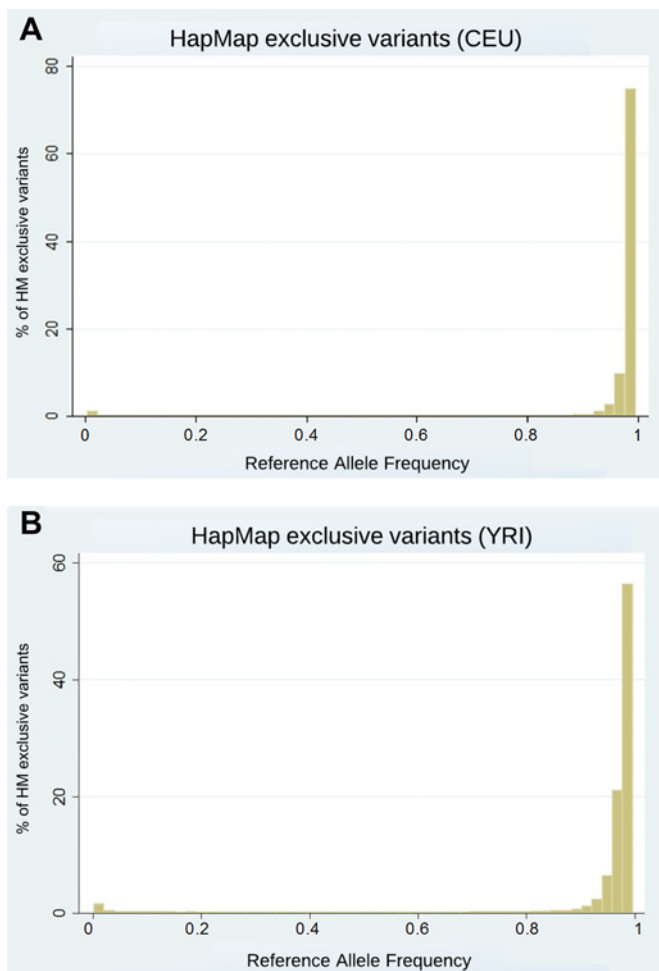 A
HapMap exclusive variants (CEU)
80
60
40
20
0
% of HM exclusive variants
0 0.2 0.4 0.6 0.8 1
Reference Allele Frequency
B
HapMap exclusive variants (YRI)
60
40
20
0
% of HM exclusive variants
0 0.2 0.4 0.6 0.8 1
Reference Allele Frequency